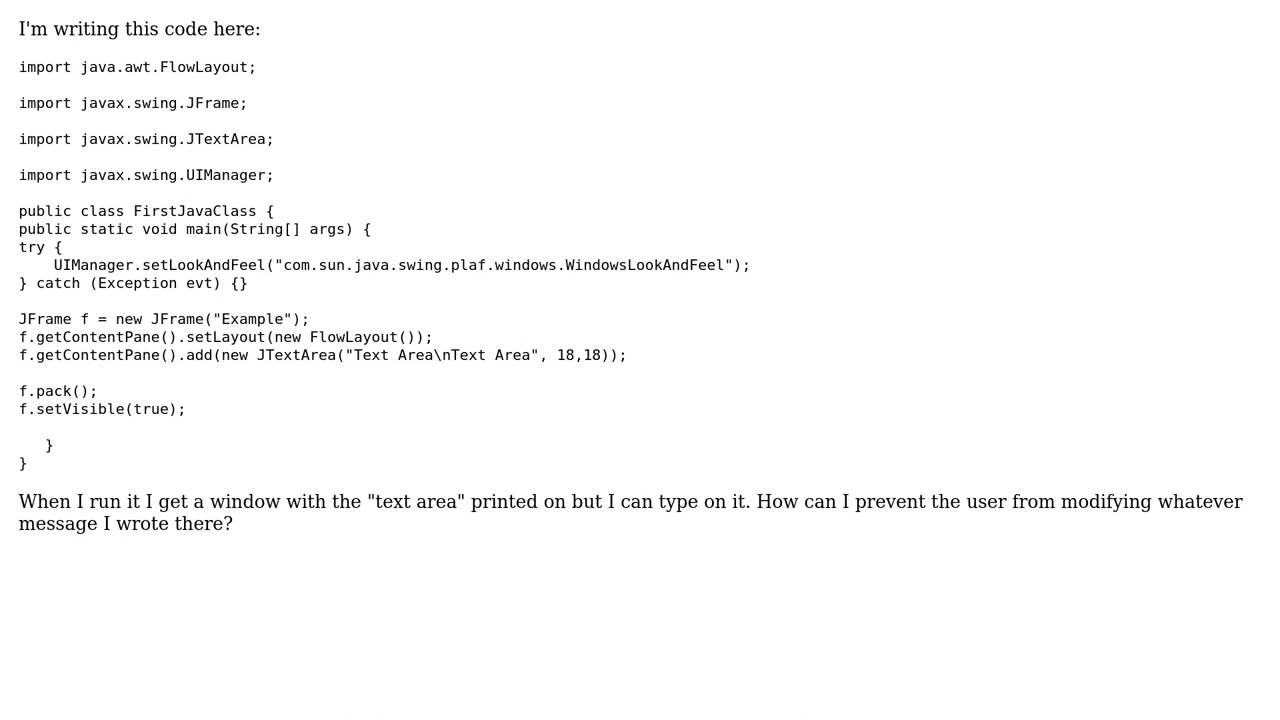 I'm writing this code here:
import java.awt.FlowLayout;
import javax.swing.JFrame;
import javax.swing.JTextArea;
import javax.swing.UIManager;
public class FirstJavaClass {
public static void main(String[] args) {
try {
    UIManager.setLookAndFeel("com.sun.java.swing.plaf.windows.WindowsLookAndFeel");
} catch (Exception evt) {}
JFrame f = new JFrame("Example");
f.getContentPane().setLayout(new FlowLayout());
f.getContentPane().add(new JTextArea("Text Area\nText Area", 18,18));
f.pack();
f.setVisible(true);
   }
}
When I run it I get a window with the "text area" printed on but I can type on it. How can I prevent the user from modifying whatever
message I wrote there?